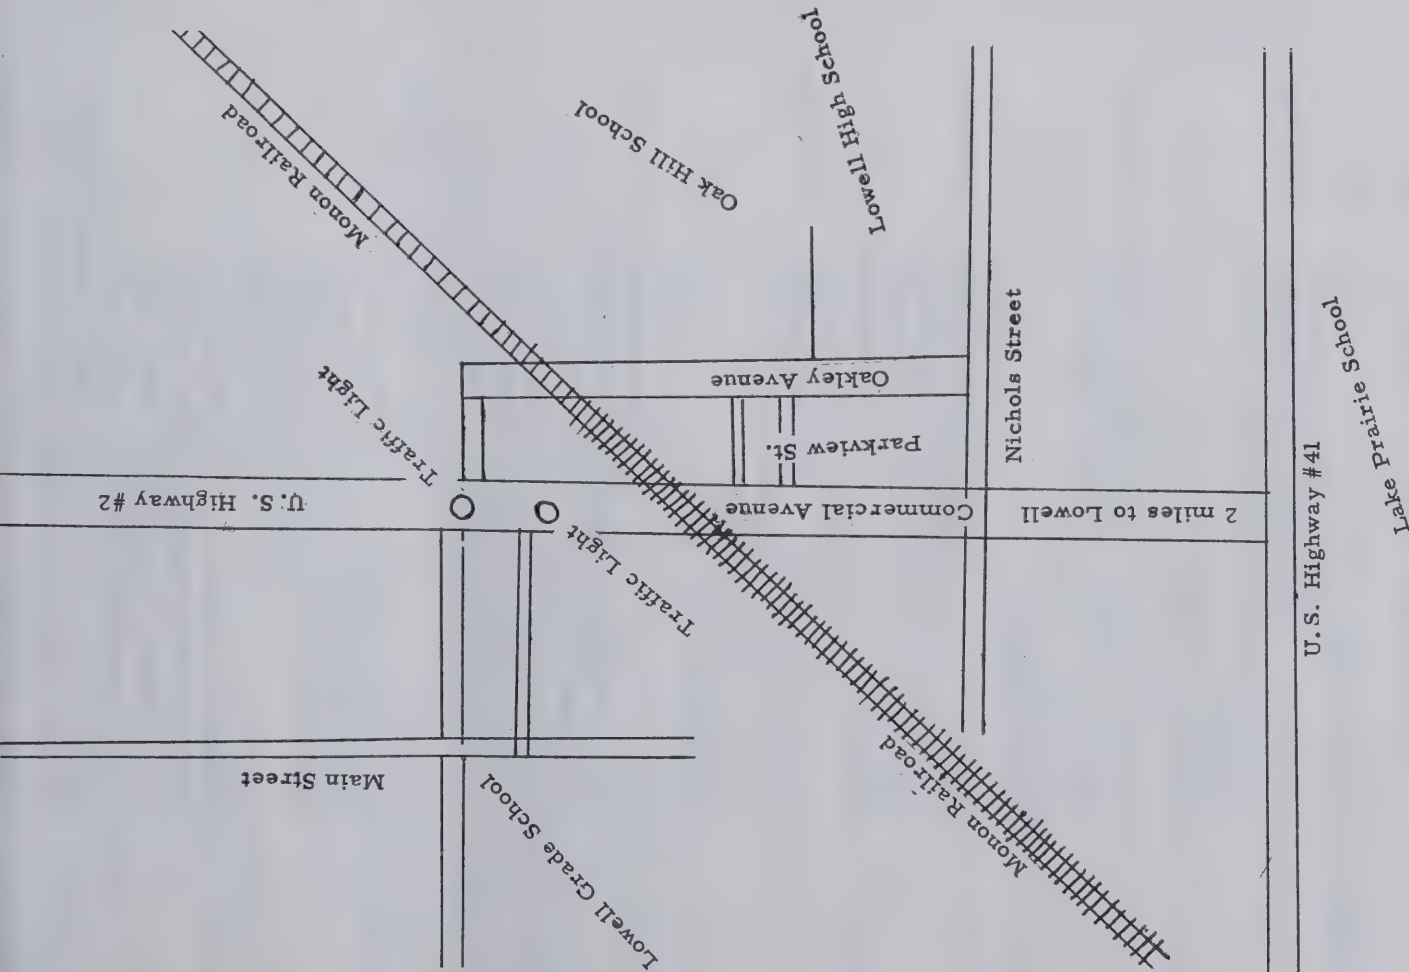 Lowell High School
Oak Hill School
Monon Railroad
Nichols Street
Lake Prairie School
Oakley Avenue
Traffic Light
Parkview St.
U.S. Highway #2
Commercial Avenue
2 miles to Lowell
U.S. Highway #41
Traffic Light
Main Street
Monon Railroad
Lowell Grade School